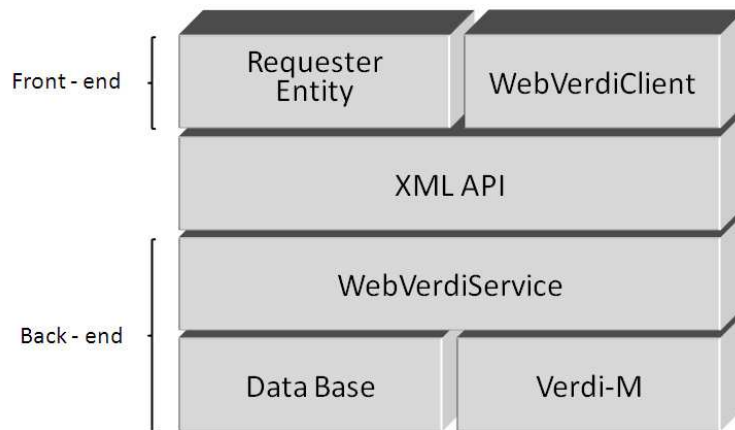 Requester
Entity
WebVerdiClient
Front - end
XML API
WebVerdiService
Back - end
Data Base
Verdi-M